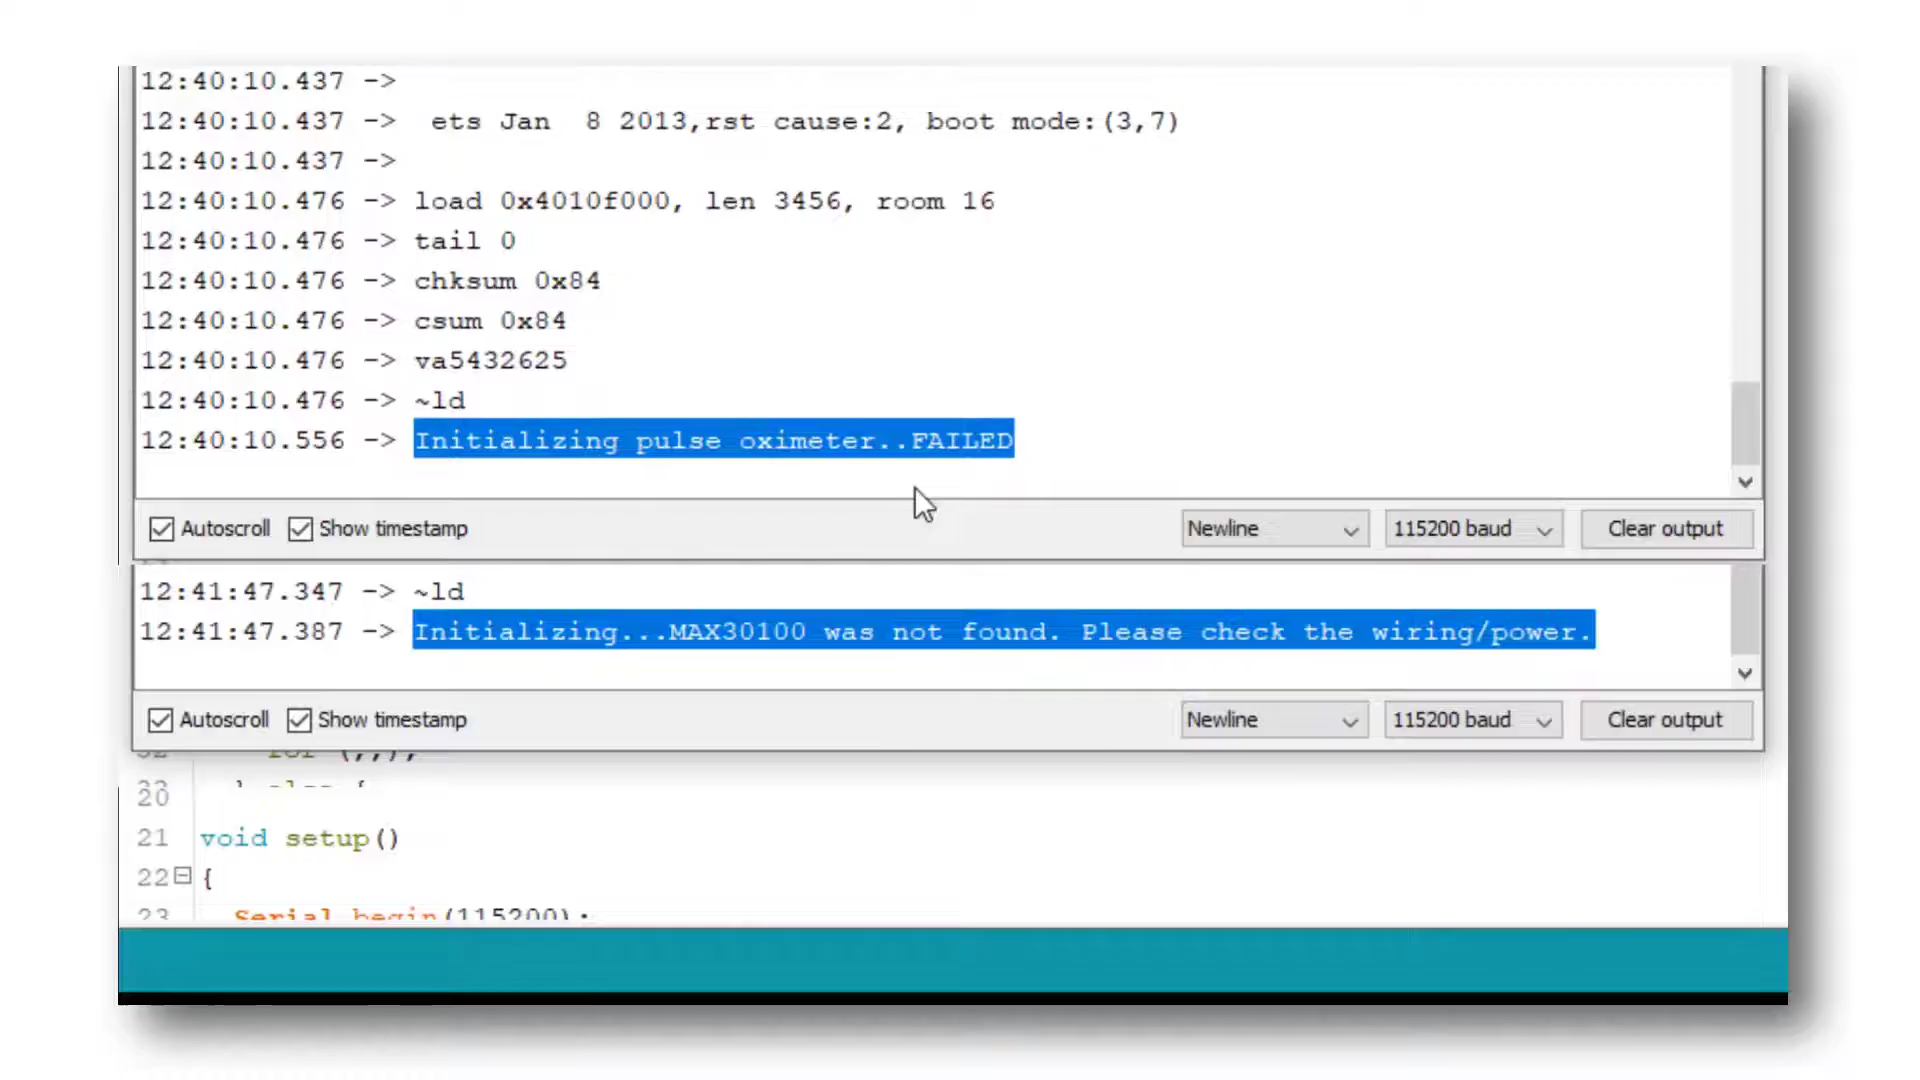 12:40:10.437 ->
12:40:10.437 ->  ets Jan  8 2013,rst cause:2, boot mode:(3,7)
12:40:10.437 ->
12:40:10.476 -> load 0x4010f000, len 3456, room 16
12:40:10.476 -> tail 0
12:40:10.476 -> chksum 0x84
12:40:10.476 -> csum 0x84
12:40:10.476 -> va5432625
12:40:10.476 -> ~ld
12:40:10.556 -> Initializing pulse oximeter..FAILED
Autoscroll Show timestamp Newline 115200 baud Clear output
12:41:47.347 -> ~ld
12:41:47.387 -> Initializing...MAX30100 was not found. Please check the wiring/power.
Autoscroll Show timestamp Newline 115200 baud Clear output
20
21 void setup()
22 {
23 Serial.begin(115200);